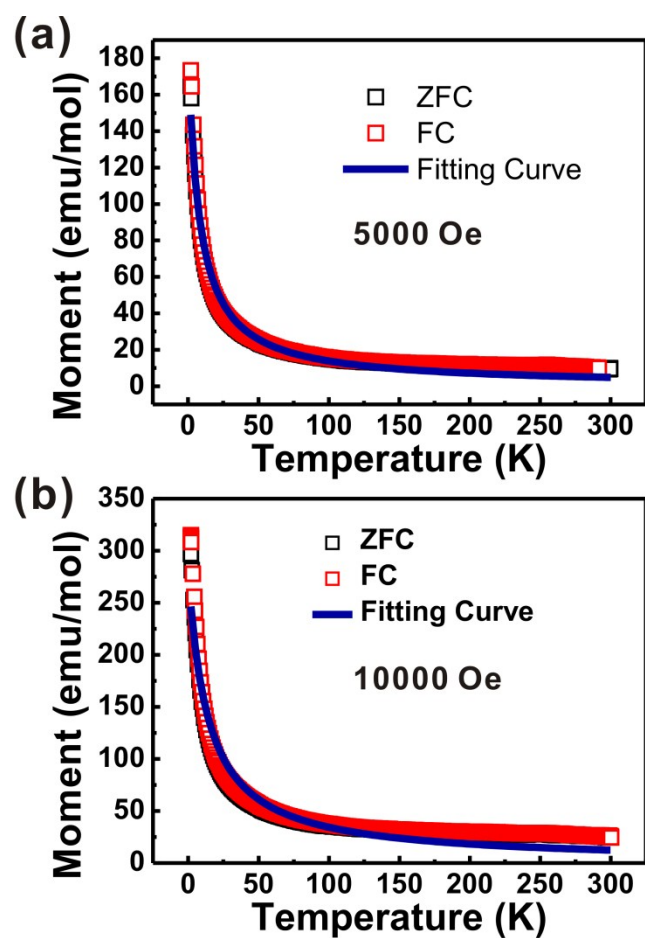 (a)
180
160
140
120
100
80
60
40
20
0
Moment (emu/mol)
ZFC
FC
Fitting Curve
5000 Oe
0 50 100 150 200 250 300
Temperature (K)
(b)
350
300
250
200
150
100
50
0
Moment (emu/mol)
ZFC
FC
Fitting Curve
10000 Oe
0 50 100 150 200 250 300
Temperature (K)